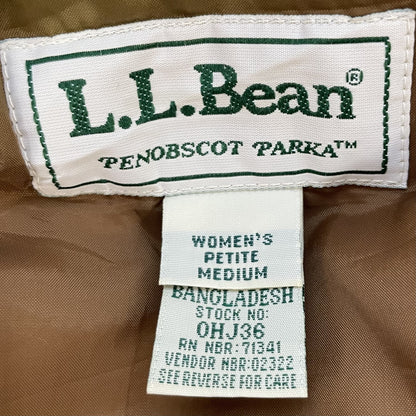 L.L.Bean®
PENOBSCOT PARKA™
WOMEN'S
PETITE
MEDIUM
BANGLADESH
STOCK NO:
OHJ36
RN NBR:71341
VENDOR NBR:02322
SEE REVERSE FOR CARE